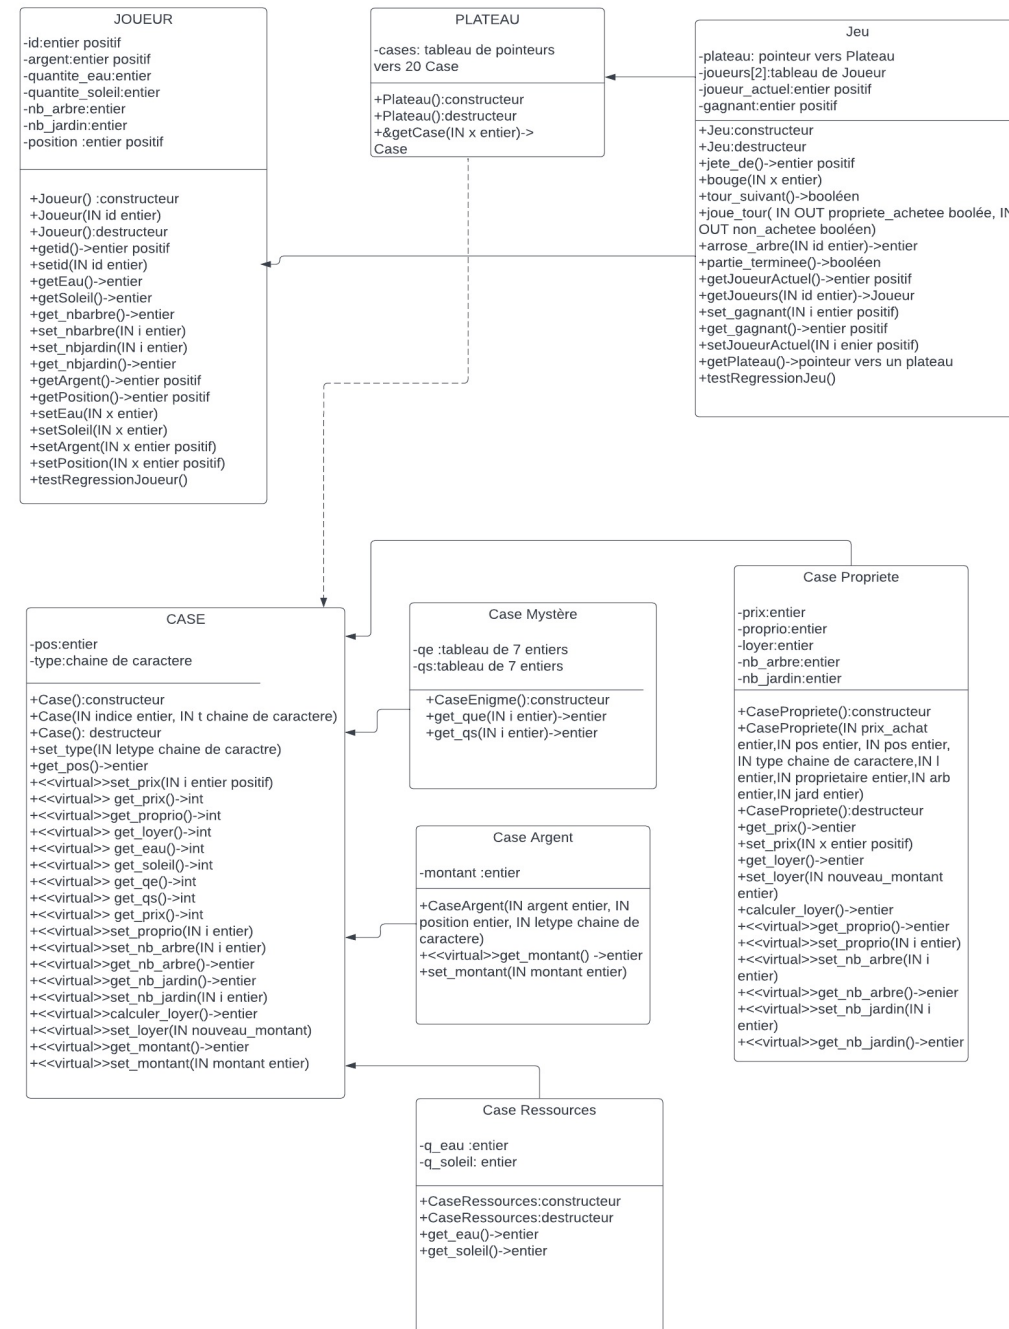 JOUEUR
-id:entier positif
-argent:entier positif
-quantite_eau:entier
-quantite_soleil:entier
-nb_arbre:entier
-nb_jardin:entier
-position :entier positif
+Joueur() :constructeur
+Joueur(IN id entier)
+Joueur():destructeur
+getid()->entier positif
+setid(IN id entier)
+getEau()->entier
+getSoleil()->entier
+get_nbarbre()->entier
+set_nbarbre(IN i entier)
+set_nbjardin(IN i entier)
+get_nbjardin()->entier
+getArgent()->entier positif
+getPosition()->entier positif
+setEau(IN x entier)
+setSoleil(IN x entier)
+setArgent(IN x entier positif)
+setPosition(IN x entier positif)
+testRegressionJoueur()
PLATEAU
-cases: tableau de pointeurs
vers 20 Case
+Plateau():constructeur
+Plateau():destructeur
+&getCase(IN x entier)->
Case
Jeu
-plateau: pointeur vers Plateau
-joueurs[2]:tableau de Joueur
-joueur_actuel:entier positif
-gagnant:entier positif
+Jeu:constructeur
+Jeu:destructeur
+jete_de()->entier positif
+bouge(IN x entier)
+tour_suivant()->booléen
+joue_tour( IN OUT propriete_achetee boolée, IN
OUT non_achetee booléen)
+arrose_arbre(IN id entier)->entier
+partie_terminee()->booléen
+getJoueurActuel()->entier positif
+getJoueurs(IN id entier)->Joueur
+set_gagnant(IN i entier positif)
+get_gagnant()->entier positif
+setJoueurActuel(IN i enier positif)
+getPlateau()->pointeur vers un plateau
+testRegressionJeu()
CASE
-pos:entier
-type:chaine de caractere
+Case():constructeur
+Case(IN indice entier, IN t chaine de caractere)
+Case(): destructeur
+set_type(IN letype chaine de caractre)
+get_pos()->entier
+<<virtual>>set_prix(IN i entier positif)
+<<virtual>> get_prix()->int
+<<virtual>>get_proprio()->int
+<<virtual>> get_loyer()->int
+<<virtual>> get_eau()->int
+<<virtual>> get_soleil()->int
+<<virtual>> get_qe()->int
+<<virtual>> get_qs()->int
+<<virtual>> get_prix()->int
+<<virtual>>set_proprio(IN i entier)
+<<virtual>>set_nb_arbre(IN i entier)
+<<virtual>>get_nb_arbre()->entier
+<<virtual>>get_nb_jardin()->entier
+<<virtual>>set_nb_jardin(IN i entier)
+<<virtual>>calculer_loyer()->entier
+<<virtual>>set_loyer(IN nouveau_montant)
+<<virtual>>get_montant()->entier
+<<virtual>>set_montant(IN montant entier)
Case Mystère
-qe :tableau de 7 entiers
-qs:tableau de 7 entiers
+CaseEnigme():constructeur
+get_que(IN i entier)->entier
+get_qs(IN i entier)->entier
Case Argent
-montant :entier
+CaseArgent(IN argent entier, IN
position entier, IN letype chaine de
caractere)
+<<virtual>>get_montant() ->entier
+set_montant(IN montant entier)
Case Ressources
-q_eau :entier
-q_soleil: entier
+CaseRessources:constructeur
+CaseRessources:destructeur
+get_eau()->entier
+get_soleil()->entier
Case Propriete
-prix:entier
-proprio:entier
-loyer:entier
-nb_arbre:entier
-nb_jardin:entier
+CasePropriete():constructeur
+CasePropriete(IN prix_achat
entier,IN pos entier, IN pos entier,
IN type chaine de caractere,IN l
entier,IN proprietaire entier,IN arb
entier,IN jard entier)
+CasePropriete():destructeur
+get_prix()->entier
+set_prix(IN x entier positif)
+get_loyer()->entier
+set_loyer(IN nouveau_montant
entier)
+calculer_loyer()->entier
+<<virtual>>get_proprio()->entier
+<<virtual>>set_proprio(IN i entier)
+<<virtual>>set_nb_arbre(IN i
entier)
+<<virtual>>get_nb_arbre()->enier
+<<virtual>>set_nb_jardin(IN i
entier)
+<<virtual>>get_nb_jardin()->entier